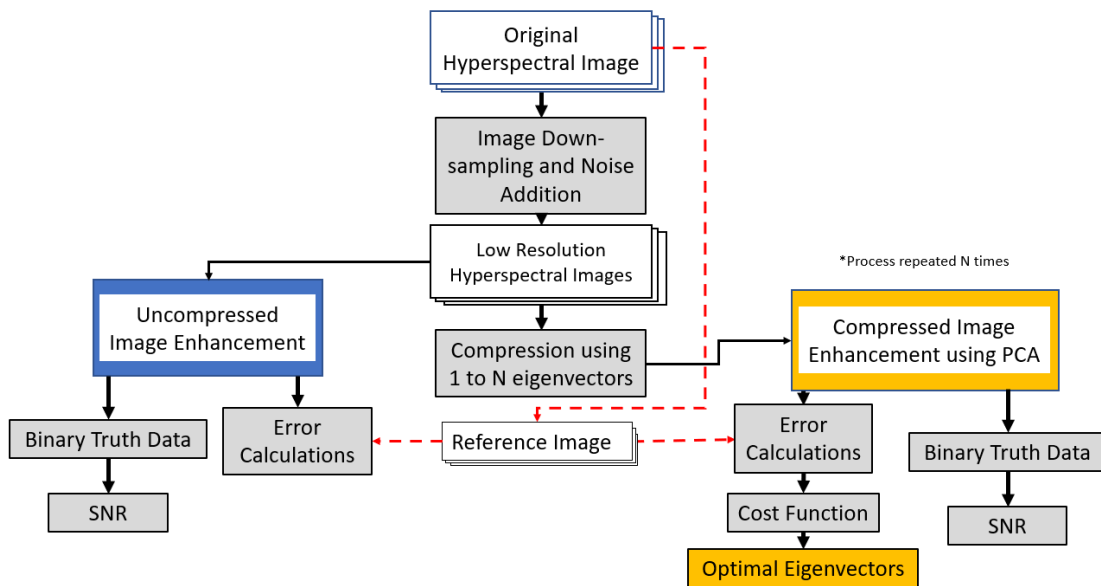 Original
Hyperspectral Image
Image Down-
sampling and Noise
Addition
Low Resolution
Hyperspectral Images
*Process repeated N times
Uncompressed
Image Enhancement
Compression using
1 to N eigenvectors
Compressed Image
Enhancement using PCA
Binary Truth Data
Error
Calculations
Reference Image
Error
Calculations
Binary Truth Data
SNR
Cost Function
SNR
Optimal Eigenvectors